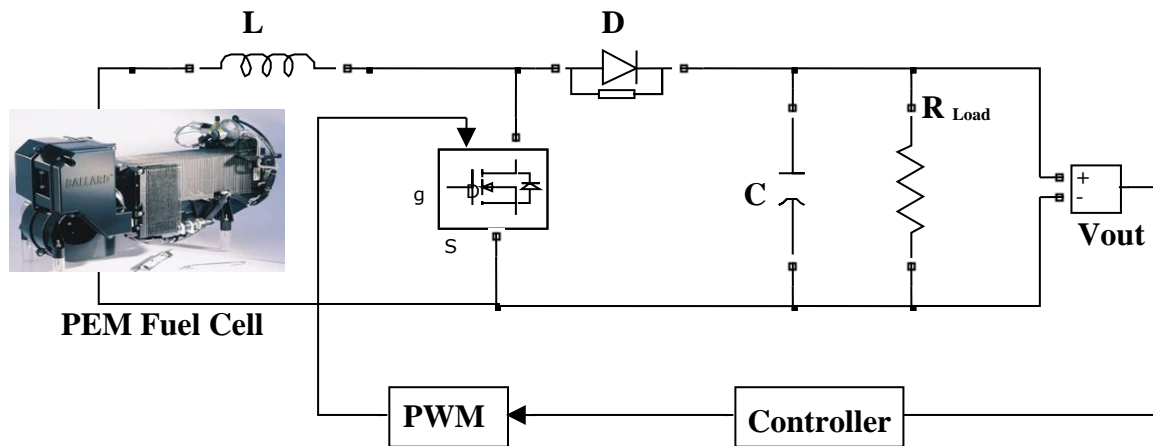 L
D
R Load
BALLARD
g
D
S
C
+
-
Vout
PEM Fuel Cell
PWM
Controller